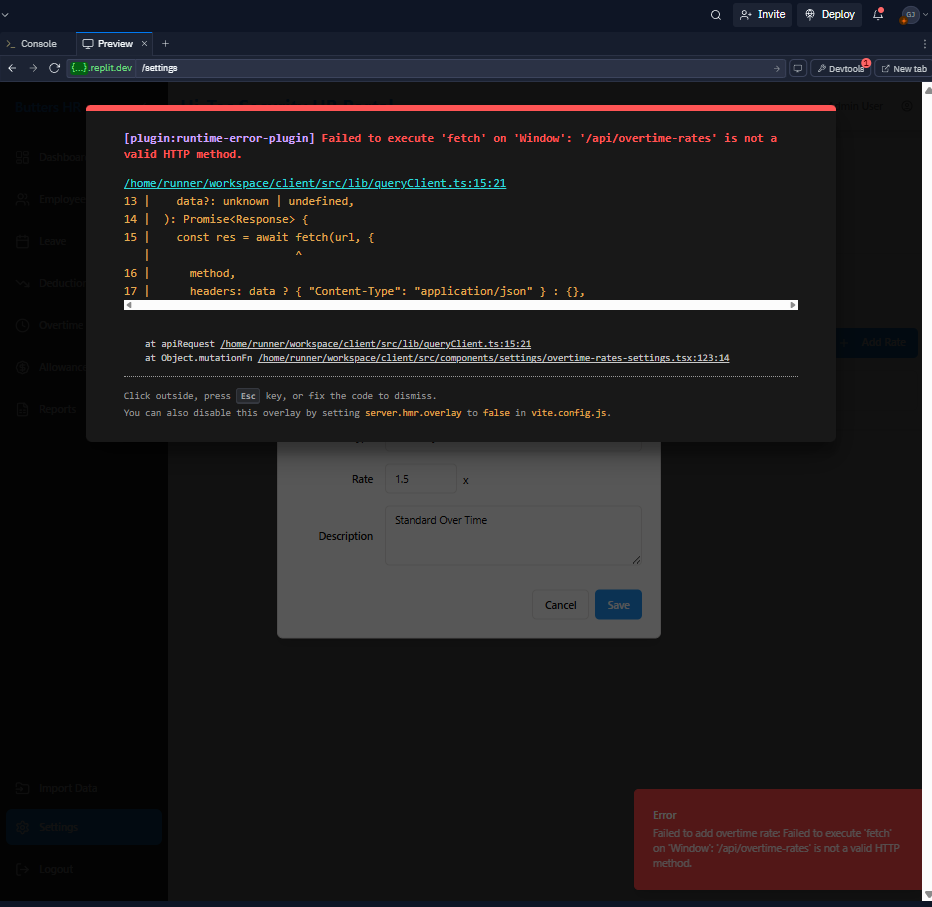 Invite
Deploy
GJ
Console
Preview
{...}.replit.dev /settings
Devtools
1
New tab
Admin User
[plugin:runtime-error-plugin] Failed to execute 'fetch' on 'Window': '/api/overtime-rates' is not a
valid HTTP method.
/home/runner/workspace/client/src/lib/queryClient.ts:15:21
13 | data?: unknown | undefined,
14 | ): Promise<Response> {
15 | const res = await fetch(url, {
| ^
16 | method,
17 | headers: data ? { "Content-Type": "application/json" } : {},
at apiRequest /home/runner/workspace/client/src/lib/queryClient.ts:15:21
at Object.mutationFn /home/runner/workspace/client/src/components/settings/overtime-rates-settings.tsx:123:14
Click outside, press Esc key, or fix the code to dismiss.
You can also disable this overlay by setting server.hmr.overlay to false in vite.config.js.
Leave
Reports
Add Rate
Rate 1.5 x
Description Standard Over Time
Cancel Save
Import Data
Settings
Logout
Error
Failed to add overtime rate: Failed to execute 'fetch'
on 'Window': '/api/overtime-rates' is not a valid HTTP
method.